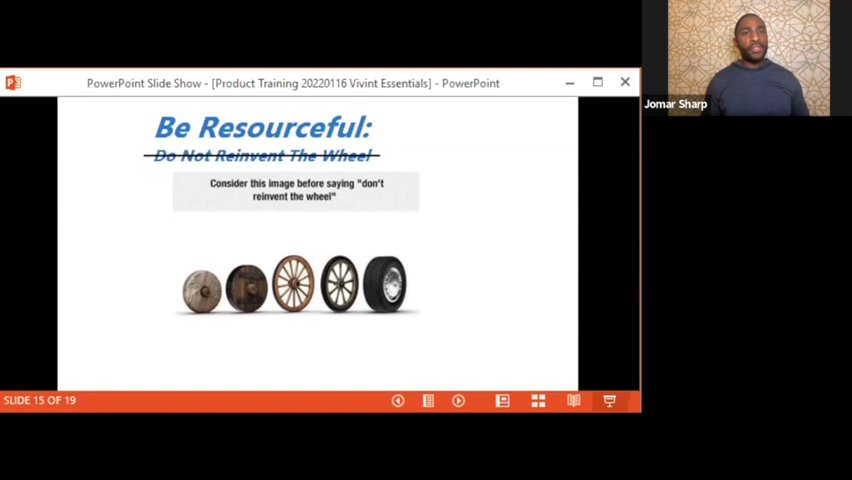 PowerPoint Slide Show - [Product Training 20220116 Vivint Essentials] - PowerPoint
Be Resourceful:
Do Not Reinvent The Wheel
Consider this image before saying "don't
reinvent the wheel"
SLIDE 15 OF 19
Jomar Sharp